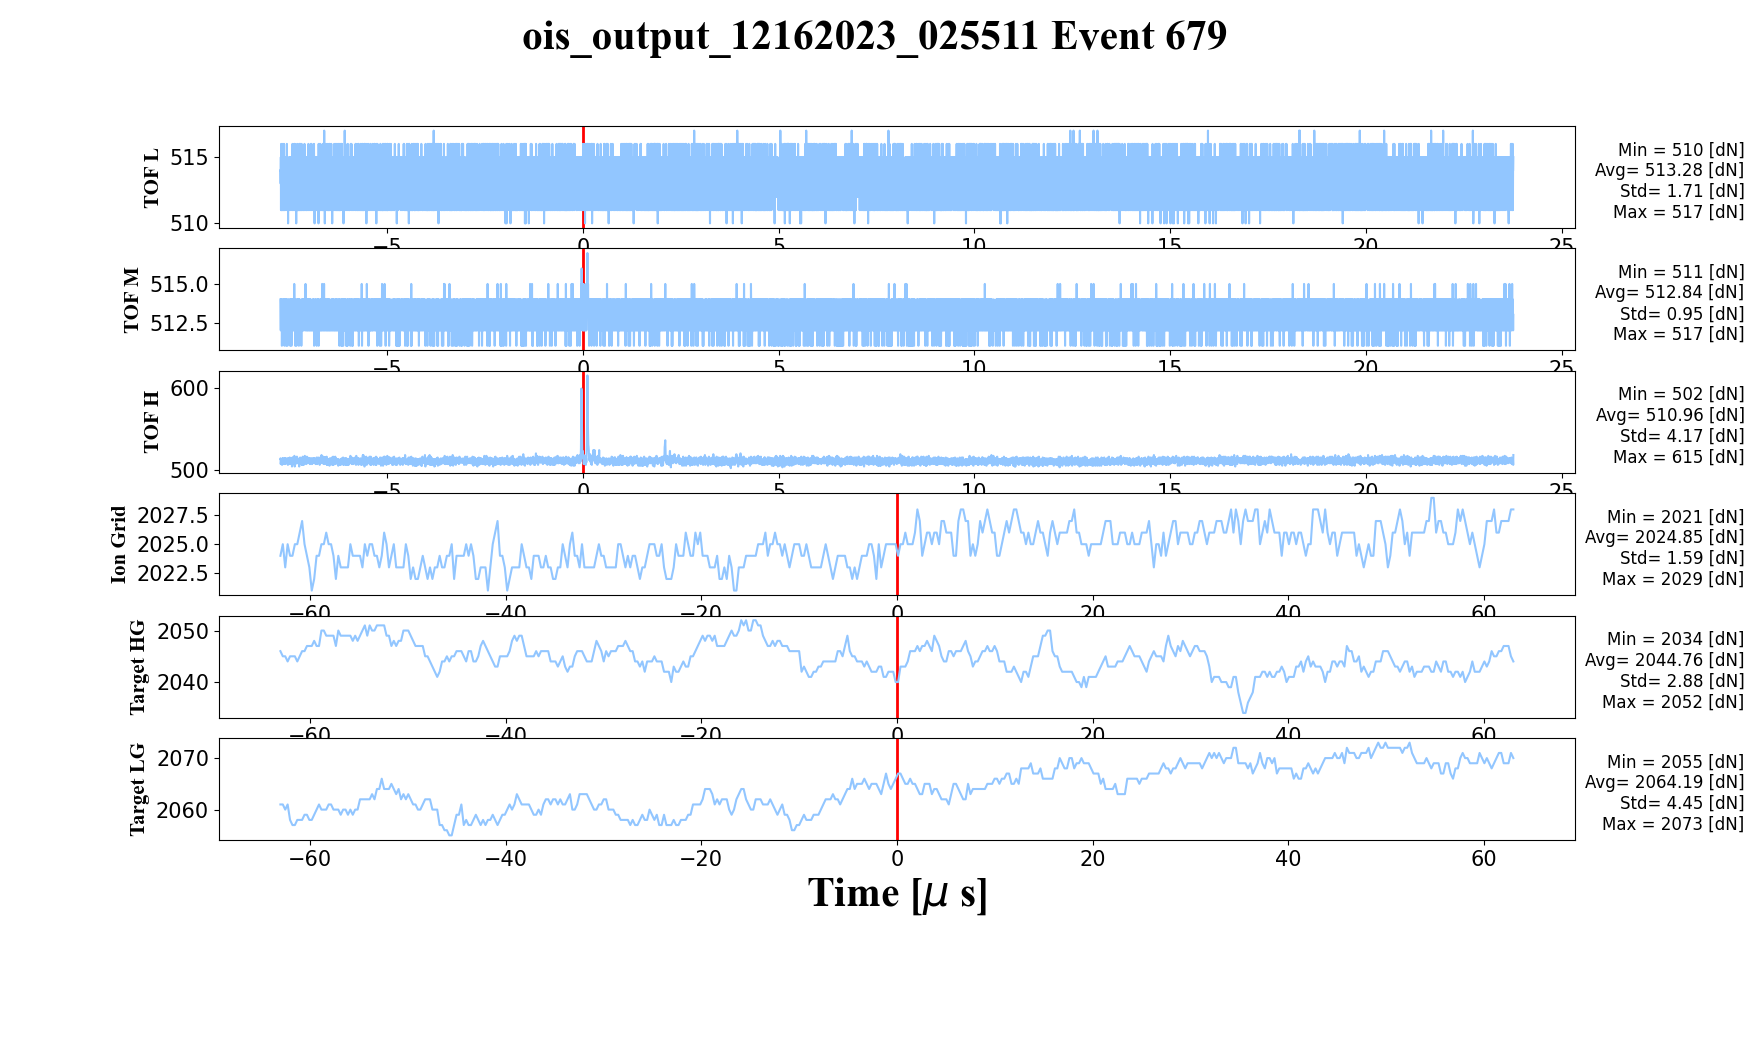 ois_output_12162023_025511 Event 679
TOF L
515
510
−5 0 5 10 15 20 25
Min = 510 [dN]
Avg= 513.28 [dN]
Std= 1.71 [dN]
Max = 517 [dN]
TOF M
515.0
512.5
−5 0 5 10 15 20 25
Min = 511 [dN]
Avg= 512.84 [dN]
Std= 0.95 [dN]
Max = 517 [dN]
TOF H
600
500
−5 0 5 10 15 20 25
Min = 502 [dN]
Avg= 510.96 [dN]
Std= 4.17 [dN]
Max = 615 [dN]
Ion Grid
2027.5
2025.0
2022.5
−60 −40 −20 0 20 40 60
Min = 2021 [dN]
Avg= 2024.85 [dN]
Std= 1.59 [dN]
Max = 2029 [dN]
Target HG
2050
2040
−60 −40 −20 0 20 40 60
Min = 2034 [dN]
Avg= 2044.76 [dN]
Std= 2.88 [dN]
Max = 2052 [dN]
Target LG
2070
2060
−60 −40 −20 0 20 40 60
Min = 2055 [dN]
Avg= 2064.19 [dN]
Std= 4.45 [dN]
Max = 2073 [dN]
Time [μ s]